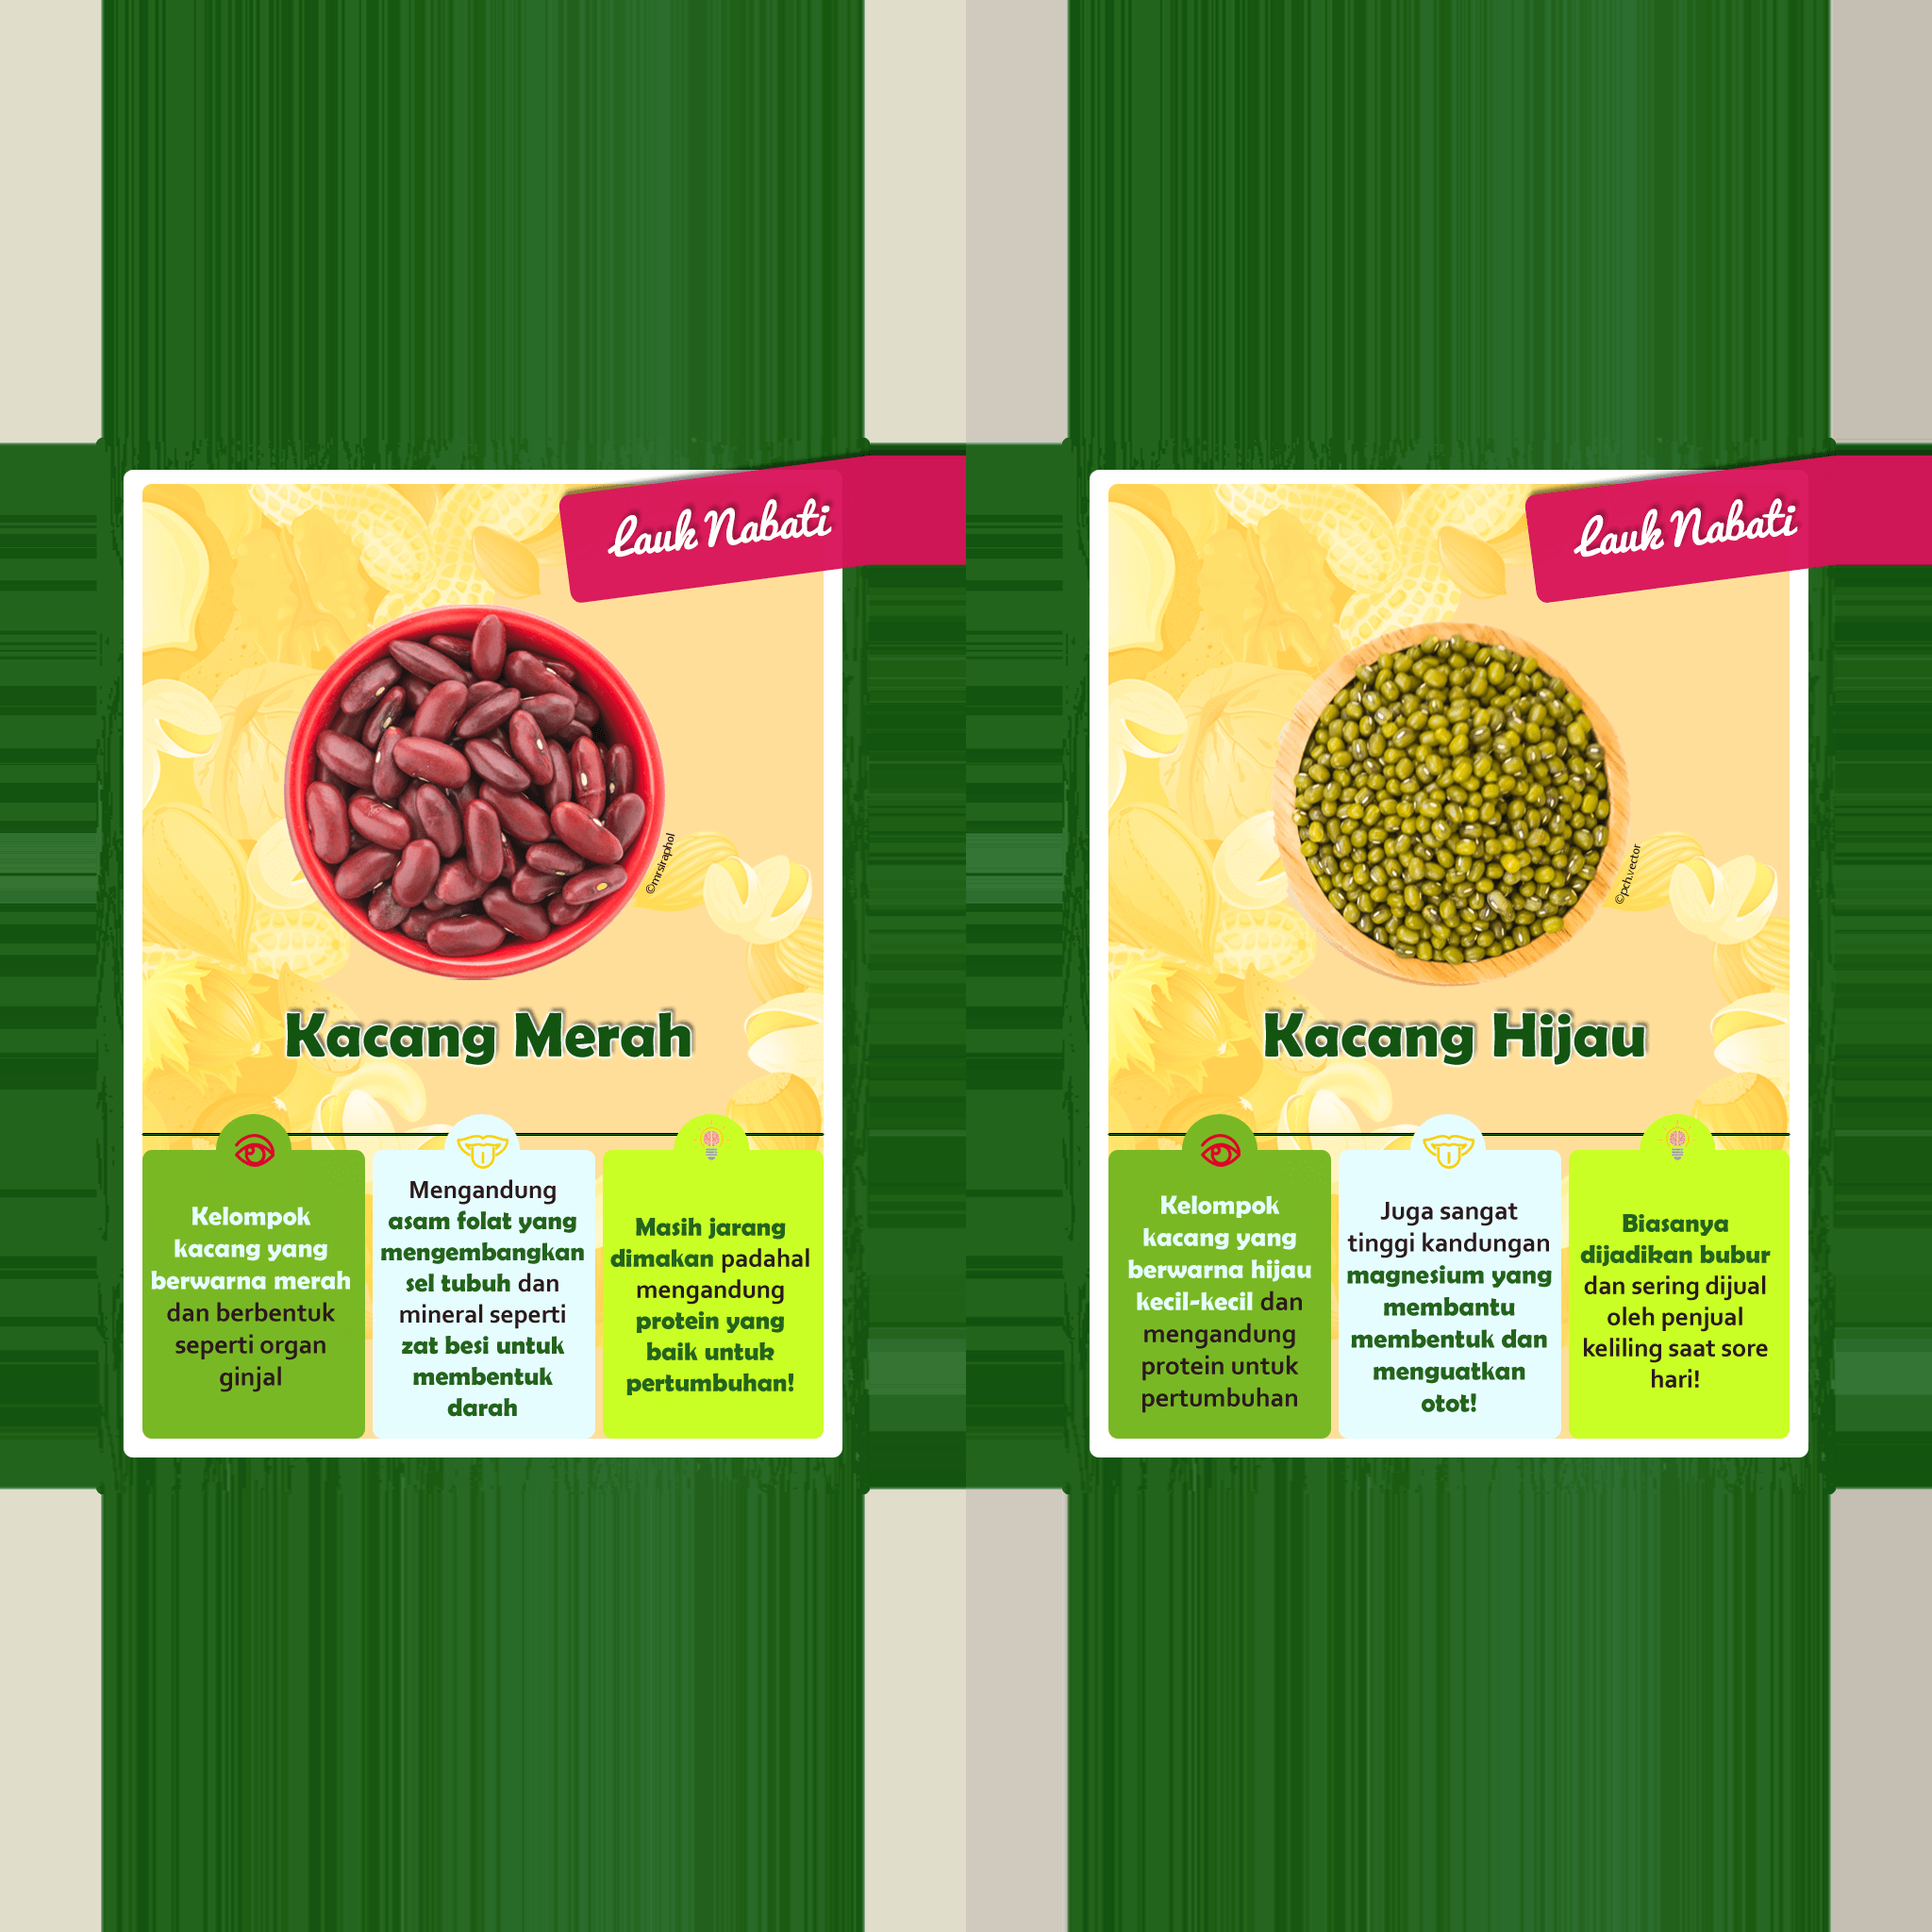 Lauk Nabati
©mrsiraphol
Kacang Merah
Kelompok
kacang yang
berwarna merah
dan berbentuk
seperti organ
ginjal
Mengandung
asam folat yang
mengembangkan
sel tubuh dan
mineral seperti
zat besi untuk
membentuk
darah
Masih jarang
dimakan padahal
mengandung
protein yang
baik untuk
pertumbuhan!
Lauk Nabati
©pch.vector
Kacang Hijau
Kelompok
kacang yang
berwarna hijau
kecil-kecil dan
mengandung
protein untuk
pertumbuhan
Juga sangat
tinggi kandungan
magnesium yang
membantu
membentuk dan
menguatkan
otot!
Biasanya
dijadikan bubur
dan sering dijual
oleh penjual
keliling saat sore
hari!